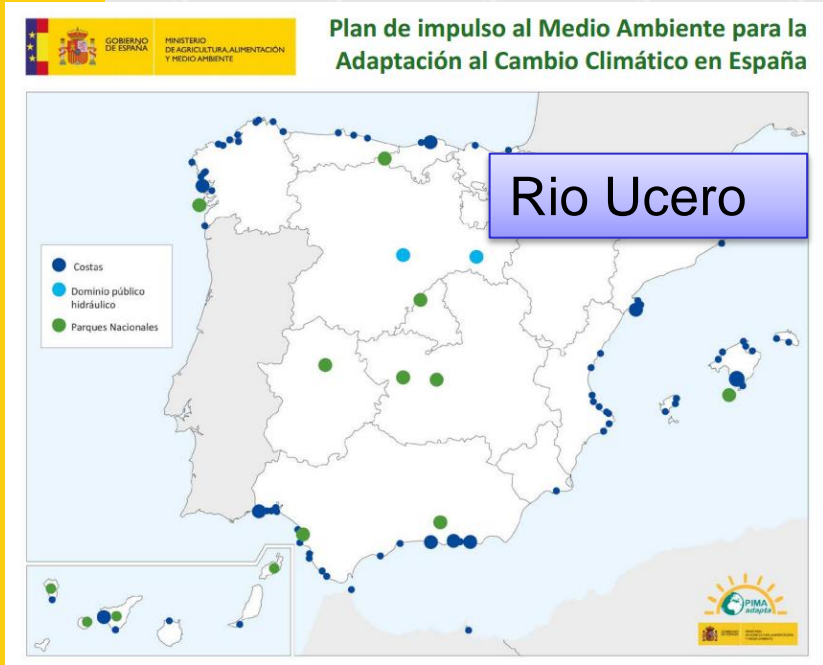 GOBIERNO
DE ESPAÑA
MINISTERIO
DE AGRICULTURA, ALIMENTACIÓN
Y MEDIO AMBIENTE
Plan de impulso al Medio Ambiente para la
Adaptación al Cambio Climático en España
Rio Ucero
Costas
Dominio público
hidráulico
Parques Nacionales
PIMA
adapta